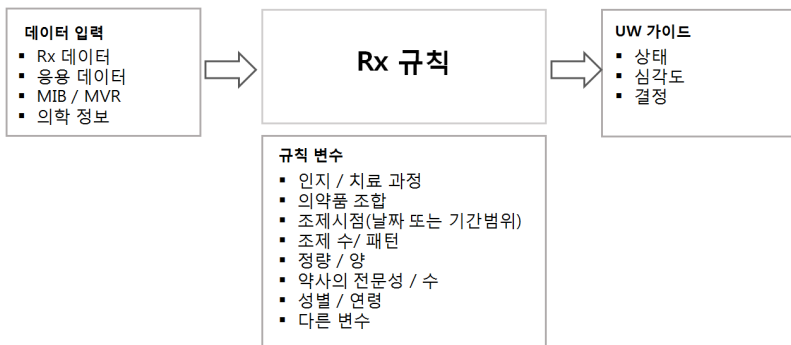 데이터 입력
▪ Rx 데이터
▪ 응용 데이터
▪ MIB / MVR
▪ 의학 정보
Rx 규칙
UW 가이드
▪ 상태
▪ 심각도
▪ 결정
규칙 변수
▪ 인지 / 치료 과정
▪ 의약품 조합
▪ 조제시점(날짜 또는 기간범위)
▪ 조제 수/ 패턴
▪ 정량 / 양
▪ 약사의 전문성 / 수
▪ 성별 / 연령
▪ 다른 변수